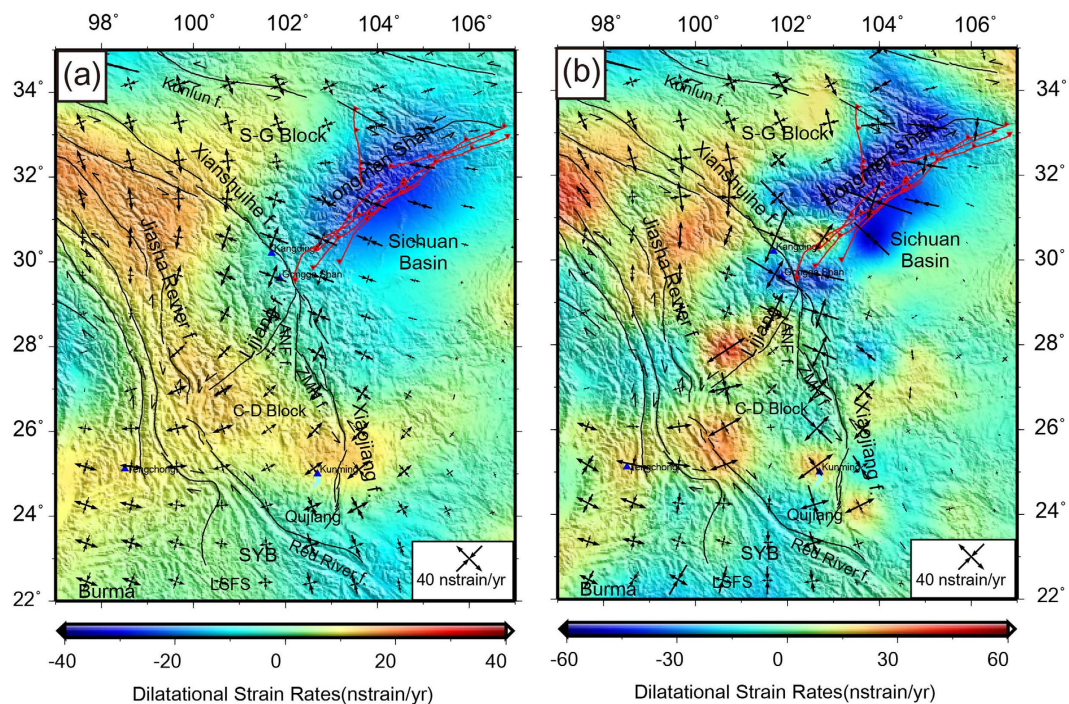 98° 100° 102° 104° 106°
(a)
34°
32°
30°
28°
26°
24°
22°
Kunlun f.
S-G Block
Xianshuihe f.
Longmen Shan
Jiasha Revier f.
Kangding
Gongga Shan
Sichuan
Basin
lijiang f.
ANF f.
ZMH f.
C-D Block
Xiaojiang f.
Tengchong
Kunming
Qujiang
Red River f.
SYB
LSFS
Burma
40 nstrain/yr
-40 -20 0 20 40
Dilatational Strain Rates(nstrain/yr)
98° 100° 102° 104° 106°
(b)
34°
32°
30°
28°
26°
24°
22°
Kunlun f.
S-G Block
Xianshuihe f.
Longmen Shan
Jiasha Revier f.
Kangding
Gongga Shan
Sichuan
Basin
lijiang f.
ANF f.
ZMH f.
C-D Block
Xiaojiang f.
Tengchong
Kunming
Qujiang
Red River f.
SYB
LSFS
Burma
40 nstrain/yr
-60 -30 0 30 60
Dilatational Strain Rates(nstrain/yr)